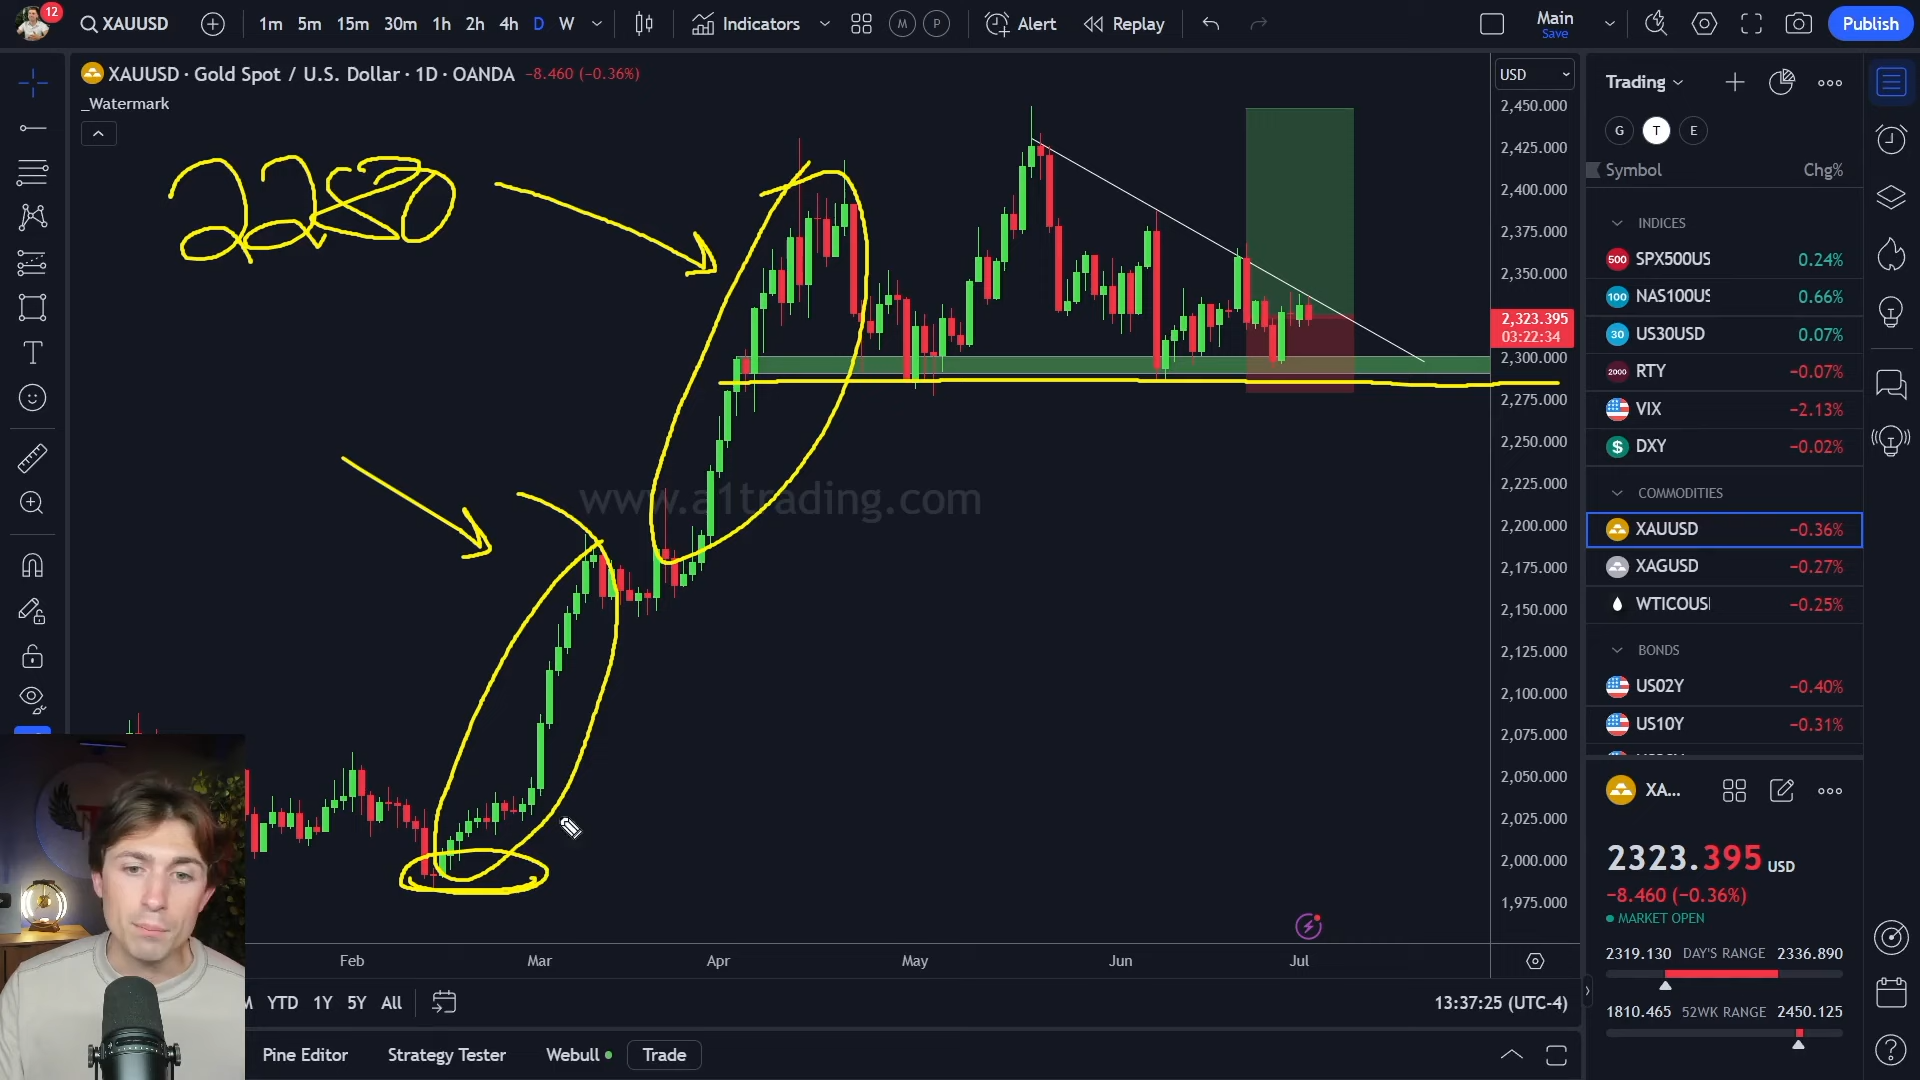 12
XAUUSD
1m 5m 15m 30m 1h 2h 4h D W
Indicators
M P
Alert
Replay
Main
Save
Publish
XAUUSD · Gold Spot / U.S. Dollar · 1D · OANDA −8.460 (−0.36%)
_Watermark
2280
www.a1trading.com
USD
2,450.000
2,425.000
2,400.000
2,375.000
2,350.000
2,323.395
03:22:34
2,300.000
2,275.000
2,250.000
2,225.000
2,200.000
2,175.000
2,150.000
2,125.000
2,100.000
2,075.000
2,050.000
2,025.000
2,000.000
1,975.000
Feb Mar Apr May Jun Jul
YTD 1Y 5Y All
13:37:25 (UTC-4)
Pine Editor Strategy Tester Webull Trade
Trading
G T E
Symbol Chg%
INDICES
500 SPX500US 0.24%
100 NAS100US 0.66%
30 US30USD 0.07%
2000 RTY −0.07%
VIX −2.13%
$ DXY −0.02%
COMMODITIES
XAUUSD −0.36%
XAGUSD −0.27%
WTICOUS −0.25%
BONDS
US02Y −0.40%
US10Y −0.31%
XA...
2323.395 USD
−8.460 (−0.36%)
MARKET OPEN
2319.130 DAY'S RANGE 2336.890
1810.465 52WK RANGE 2450.125